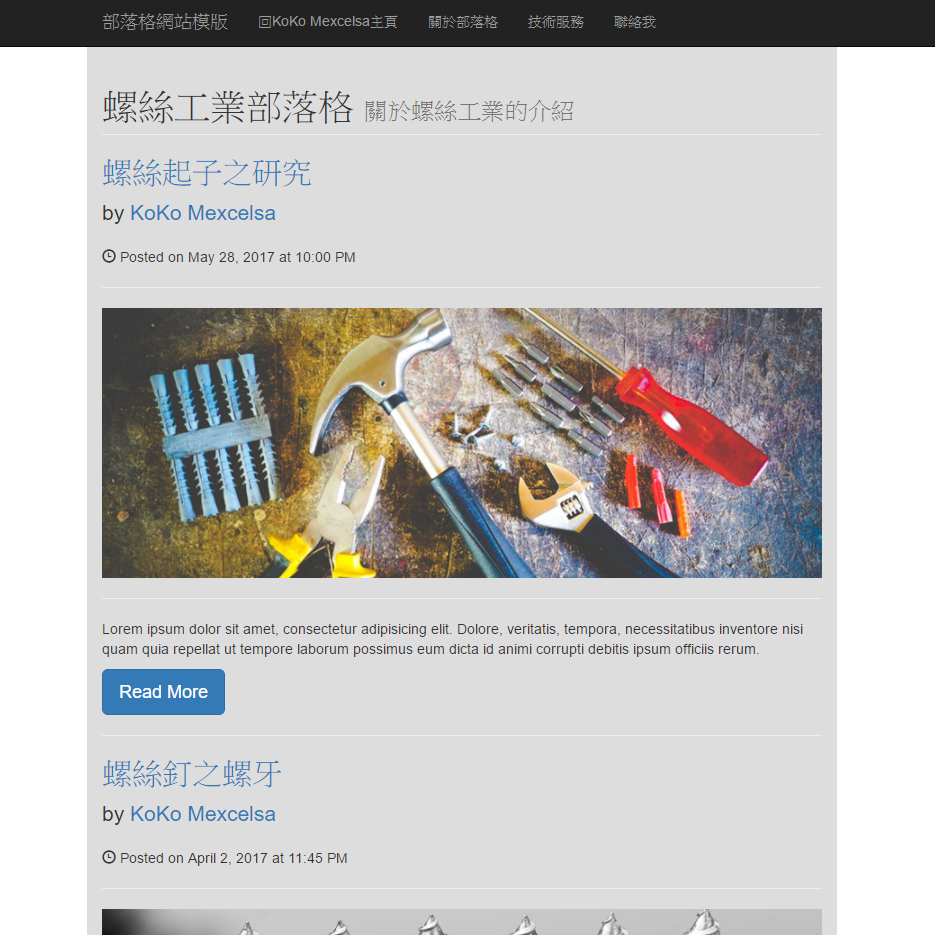 部落格網站模版 回KoKo Mexcelsa主頁 關於部落格 技術服務 聯絡我
螺絲工業部落格 關於螺絲工業的介紹
螺絲起子之研究
by KoKo Mexcelsa
Posted on May 28, 2017 at 10:00 PM
Lorem ipsum dolor sit amet, consectetur adipisicing elit. Dolore, veritatis, tempora, necessitatibus inventore nisi
quam quia repellat ut tempore laborum possimus eum dicta id animi corrupti debitis ipsum officiis rerum.
Read More
螺絲釘之螺牙
by KoKo Mexcelsa
Posted on April 2, 2017 at 11:45 PM